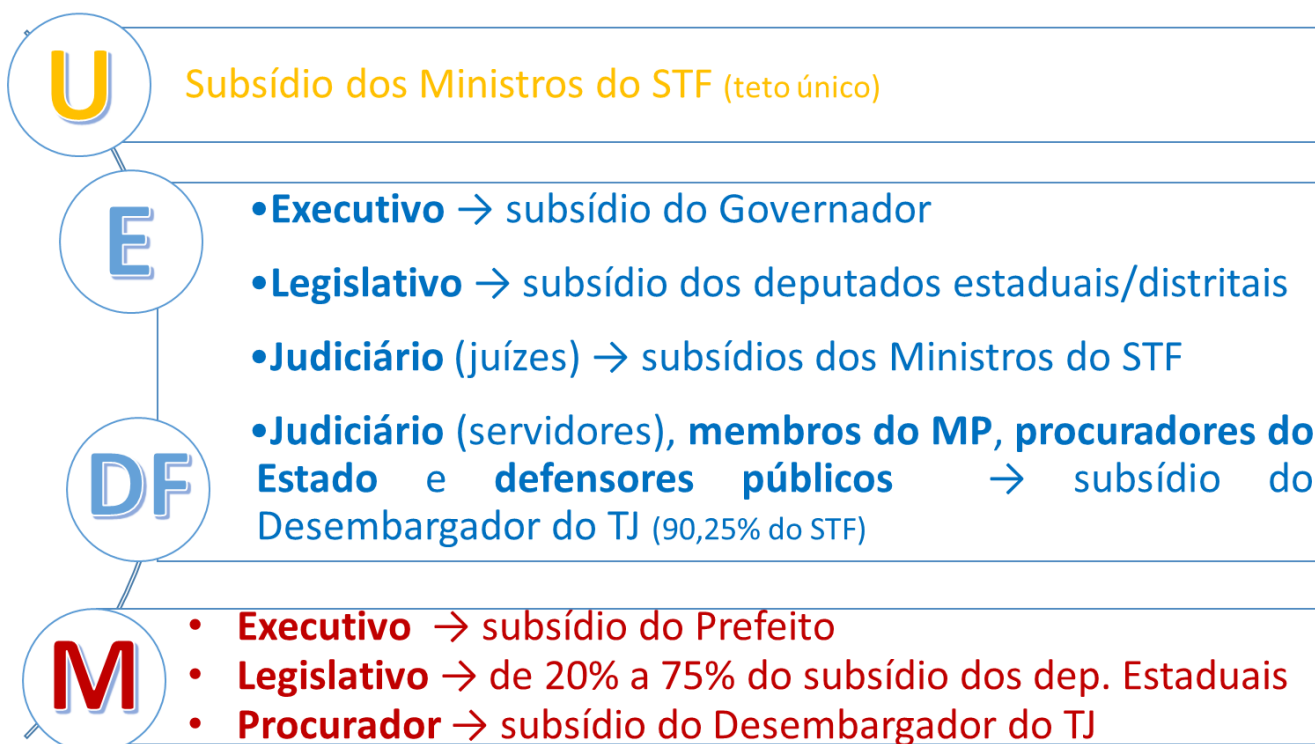 U
Subsídio dos Ministros do STF (teto único)
E
•Executivo → subsídio do Governador
•Legislativo → subsídio dos deputados estaduais/distritais
•Judiciário (juízes) → subsídios dos Ministros do STF
DF
•Judiciário (servidores), membros do MP, procuradores do
Estado e defensores públicos → subsídio do
Desembargador do TJ (90,25% do STF)
M
• Executivo → subsídio do Prefeito
• Legislativo → de 20% a 75% do subsídio dos dep. Estaduais
• Procurador → subsídio do Desembargador do TJ